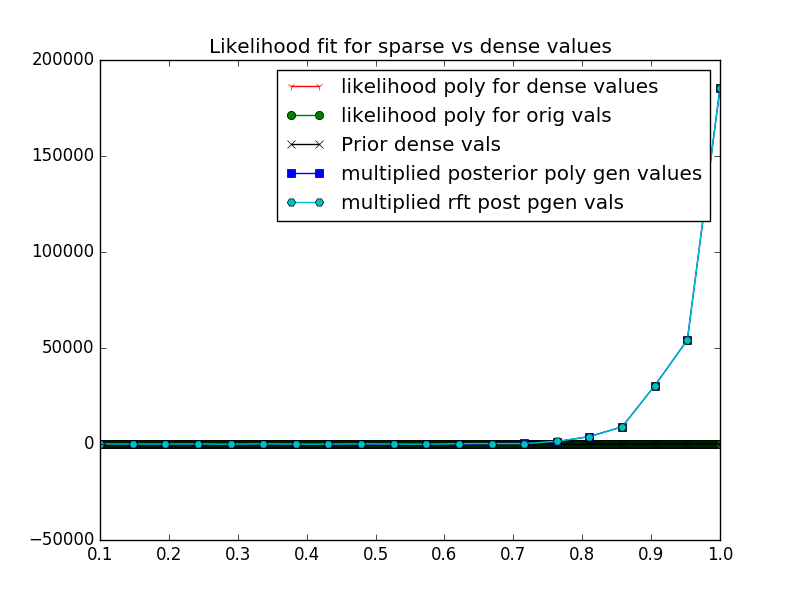 Likelihood fit for sparse vs dense values
200000
150000
100000
50000
0
−50000
likelihood poly for dense values
likelihood poly for orig vals
Prior dense vals
multiplied posterior poly gen values
multiplied rft post pgen vals
0.1 0.2 0.3 0.4 0.5 0.6 0.7 0.8 0.9 1.0